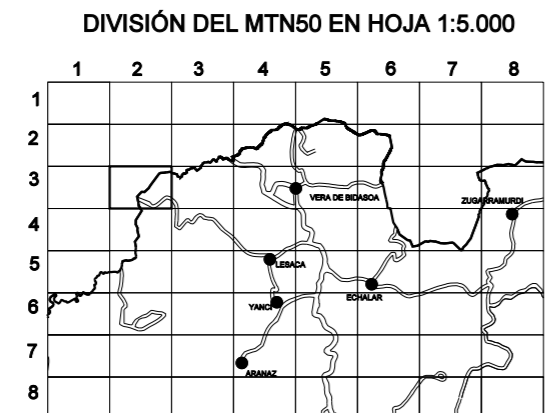 DIVISIÓN DEL MTN50 EN HOJA 1:5.000
1 2 3 4 5 6 7 8
1
2
3
VERA DE BIDASOA
ZUGARRAMURDI
4
5
LESACA
6
ECHALAR
YANCI
7
ARANAZ
8